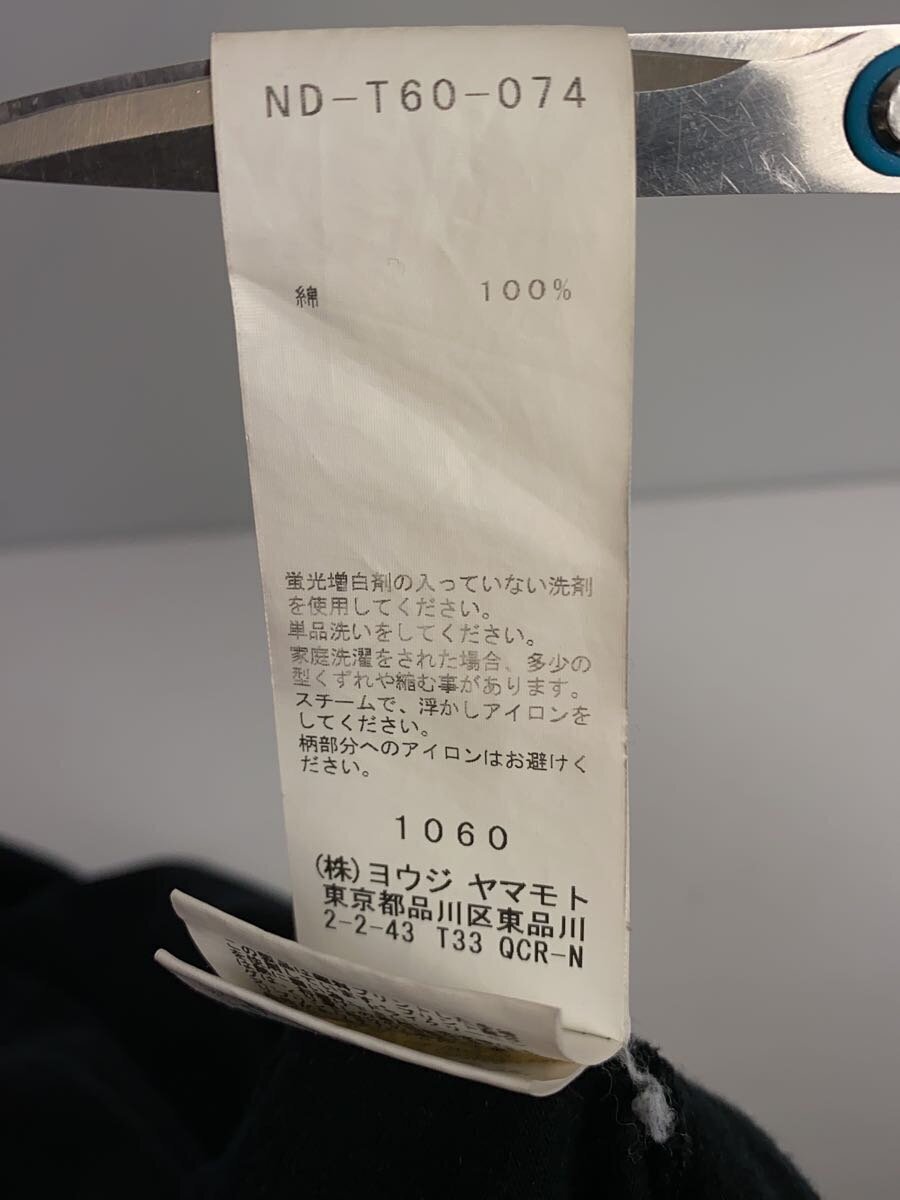 ND-T60-074
綿 100%
蛍光増白剤の入っていない洗剤
を使用してください。
単品洗いをしてください。
家庭洗濯をされた場合、多少の
型くずれや縮む事があります。
スチームで、浮かしアイロンを
してください。
柄部分へのアイロンはお避けく
ださい。
1060
(株)ヨウジ ヤマモト
東京都品川区東品川
2-2-43 T33 QCR-N